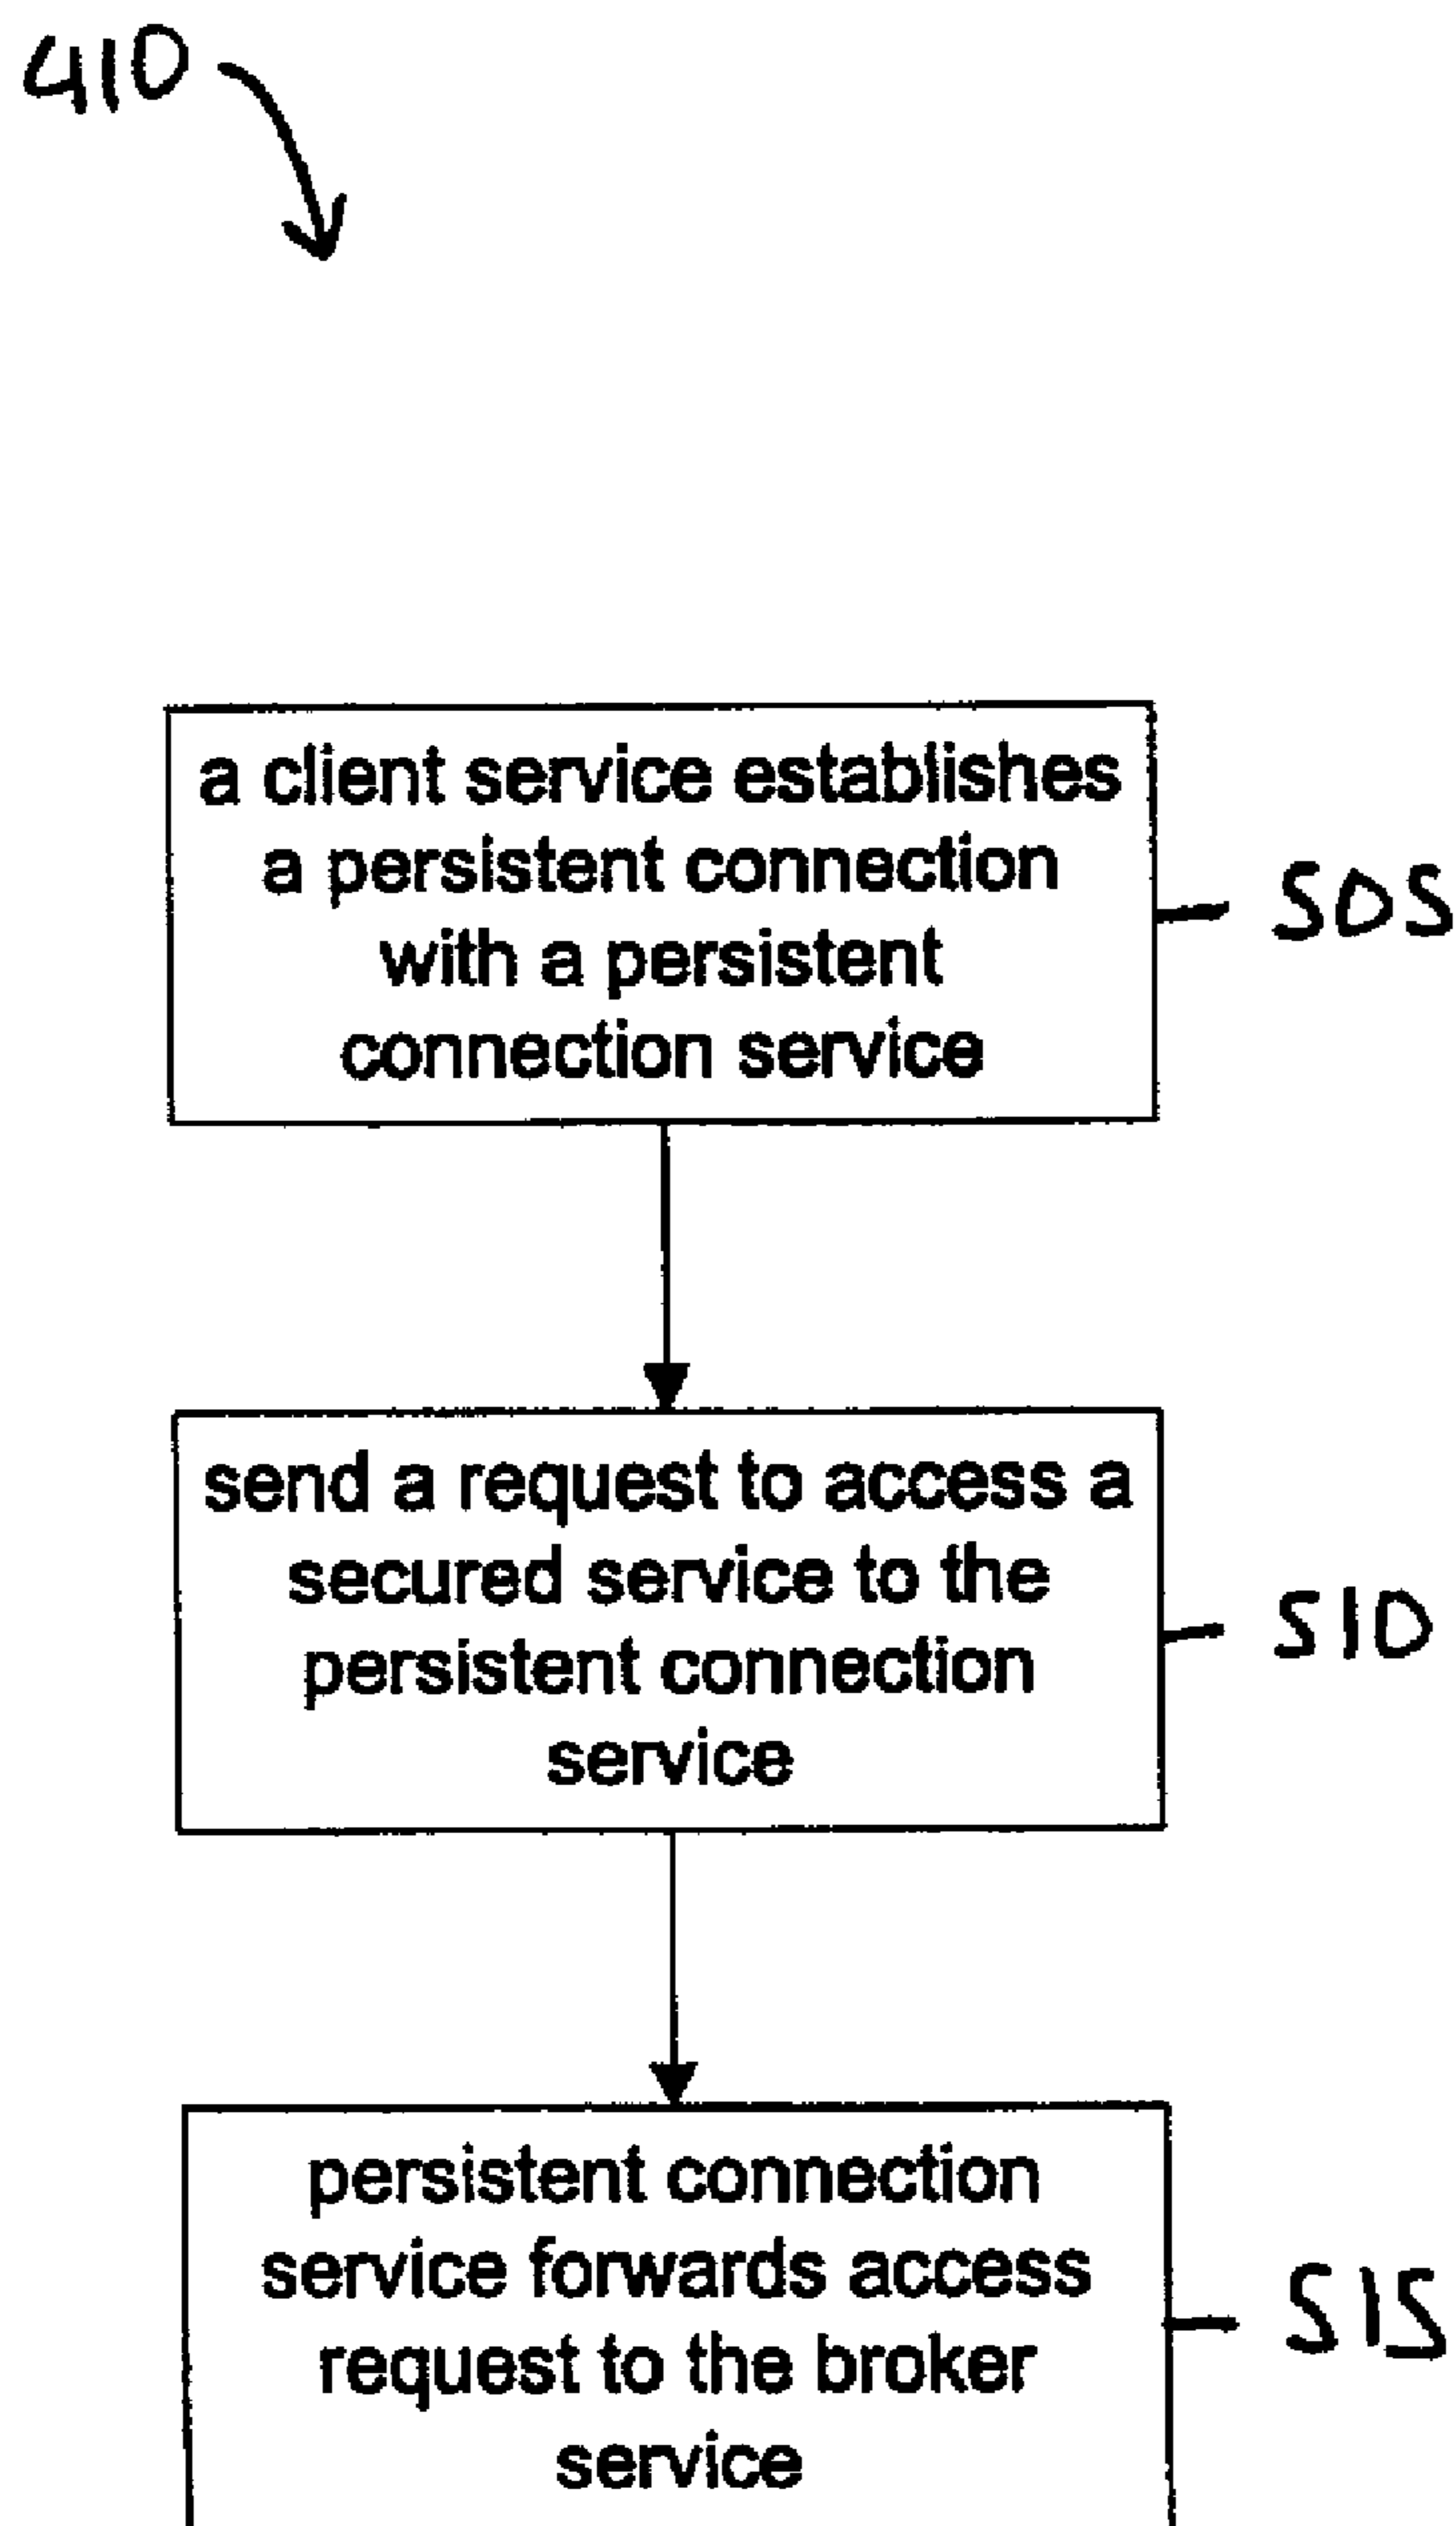 410
a client service establishes
a persistent connection
with a persistent
connection service
505
send a request to access a
secured service to the
persistent connection
service
510
persistent connection
service forwards access
request to the broker
service
515